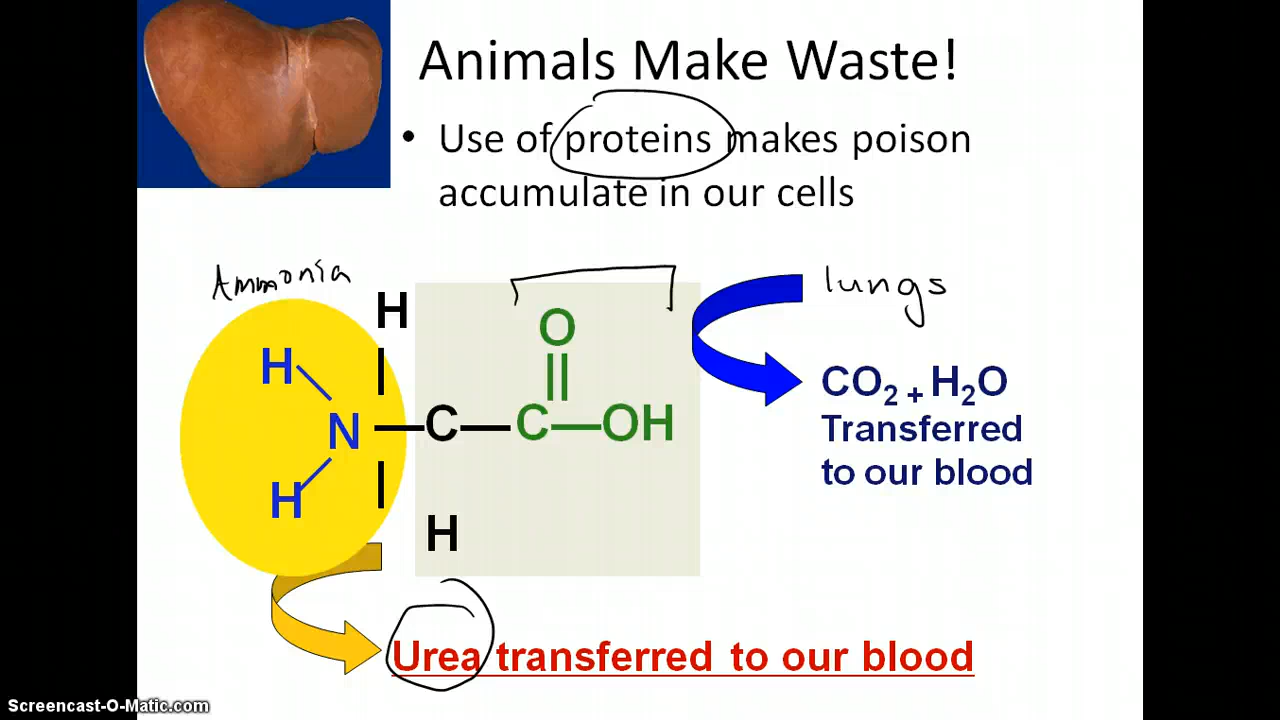 Animals Make Waste!
• Use of proteins makes poison
accumulate in our cells
Ammonia
lungs
H
O
H
CO2 + H2O
N
C
C
OH
Transferred
to our blood
H
H
Urea transferred to our blood
Screencast-O-Matic.com